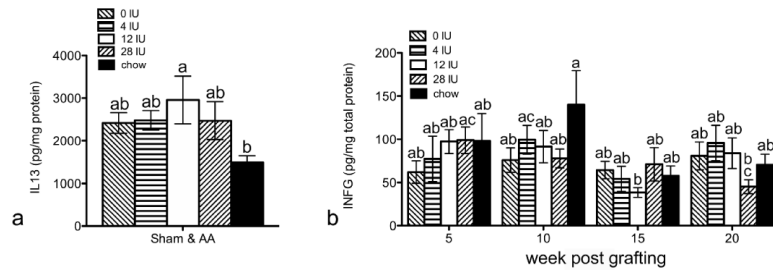 a
0 IU
4 IU
12 IU
28 IU
chow
IL13 (pg/mg protein)
4000
3000
2000
1000
0
ab
ab
a
ab
b
Sham & AA
b
0 IU
4 IU
12 IU
28 IU
chow
INFG (pg/mg total protein)
200
150
100
50
0
ab
ab
ab
ac
ab
ab
ac
ab
ab
a
ab
ab
b
ab
ab
ab
ab
ab
b
c
ab
5
10
15
20
week post grafting